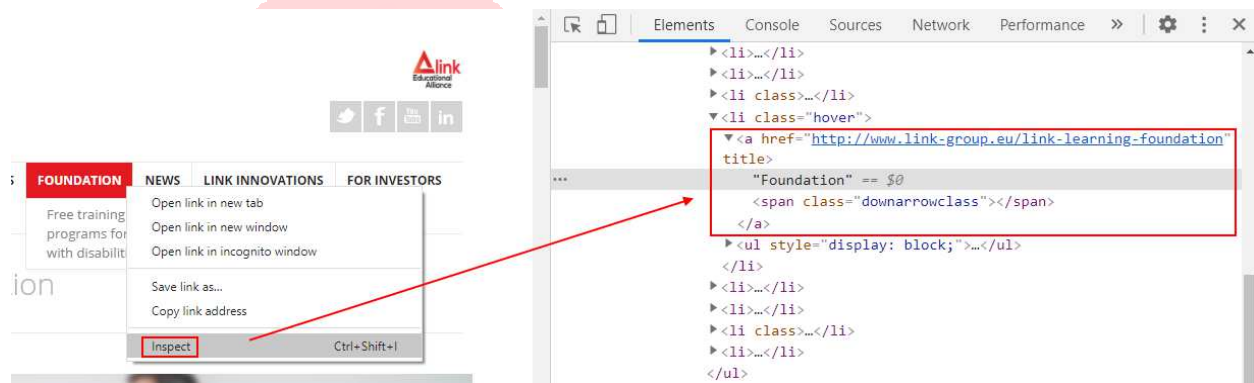 link
Educational
Alliance
You
Tube
f
in
FOUNDATION NEWS LINK INNOVATIONS FOR INVESTORS
Free training
programs for
with disabiliti
tion
Open link in new tab
Open link in new window
Open link in incognito window
Save link as...
Copy link address
Inspect Ctrl+Shift+I
Elements Console Sources Network Performance »
▶<li>…</li>
▶<li>…</li>
▶<li class>…</li>
▼<li class="hover">
▼<a href="http://www.link-group.eu/link-learning-foundation"
title>
"Foundation" == $0
<span class="downarrowclass"></span>
</a>
▶<ul style="display: block;">…</ul>
</li>
▶<li>…</li>
▶<li>…</li>
▶<li class>…</li>
▶<li>…</li>
</ul>